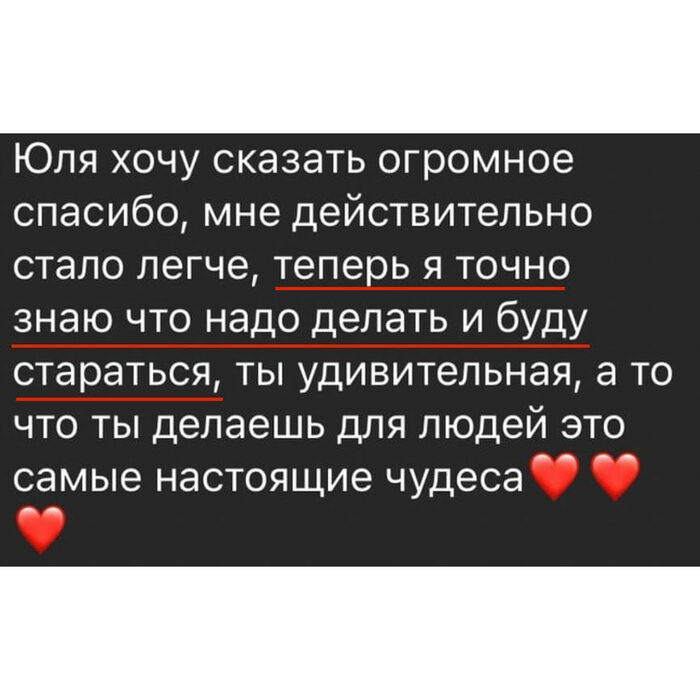 Юля хочу сказать огромное
спасибо, мне действительно
стало легче, теперь я точно
знаю что надо делать и буду
стараться, ты удивительная, а то
что ты делаешь для людей это
самые настоящие чудеса❤️❤️
❤️